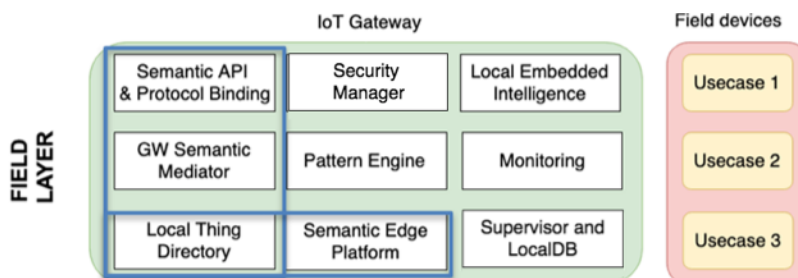 IoT Gateway
Field devices
FIELD
LAYER
Semantic API
& Protocol Binding
Security
Manager
Local Embedded
Intelligence
Usecase 1
GW Semantic
Mediator
Pattern Engine
Monitoring
Usecase 2
Local Thing
Directory
Semantic Edge
Platform
Supervisor and
LocalDB
Usecase 3